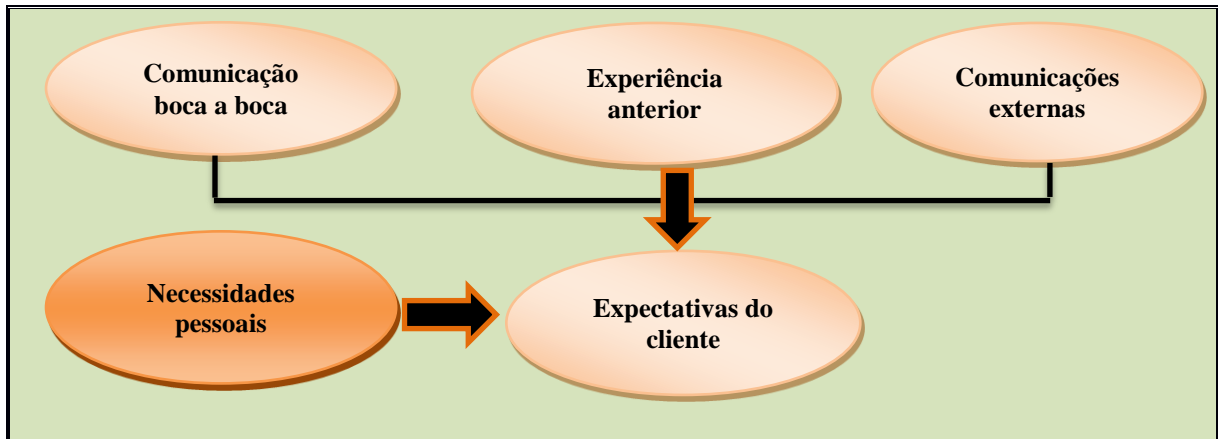 Comunicação
boca a boca
Experiência
anterior
Comunicações
externas
Necessidades
pessoais
Expectativas do
cliente